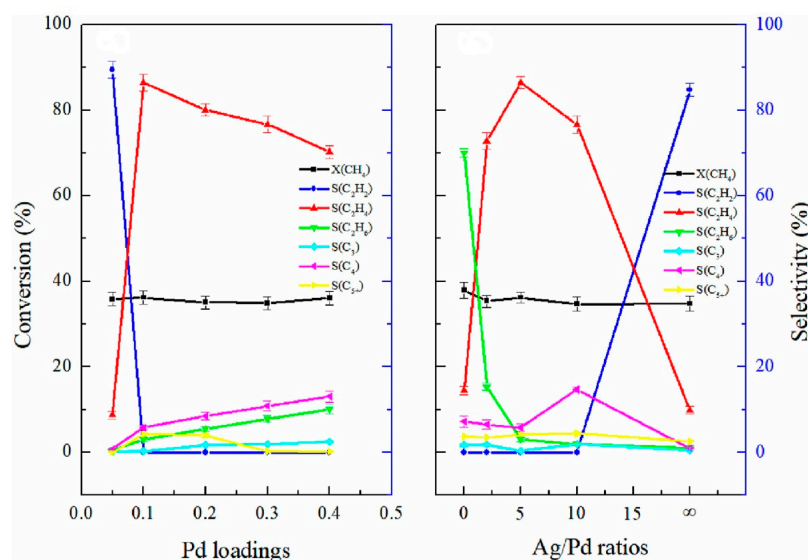 100
80
60
40
20
0
Conversion (%)
X(CH₄)
S(C₂H₂)
S(C₂H₄)
S(C₂H₆)
S(C₃)
S(C₄)
S(C₅₊)
0.0 0.1 0.2 0.3 0.4 0.5
Pd loadings
X(CH₄)
S(C₂H₂)
S(C₂H₄)
S(C₂H₆)
S(C₃)
S(C₄)
S(C₅₊)
0 5 10 15 ∞
Ag/Pd ratios
100
80
60
40
20
0
Selectivity (%)